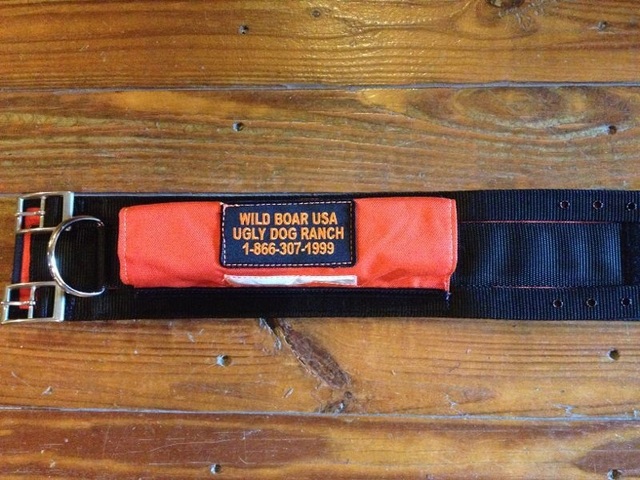 WILD BOAR USA
UGLY DOG RANCH
1-866-307-1999